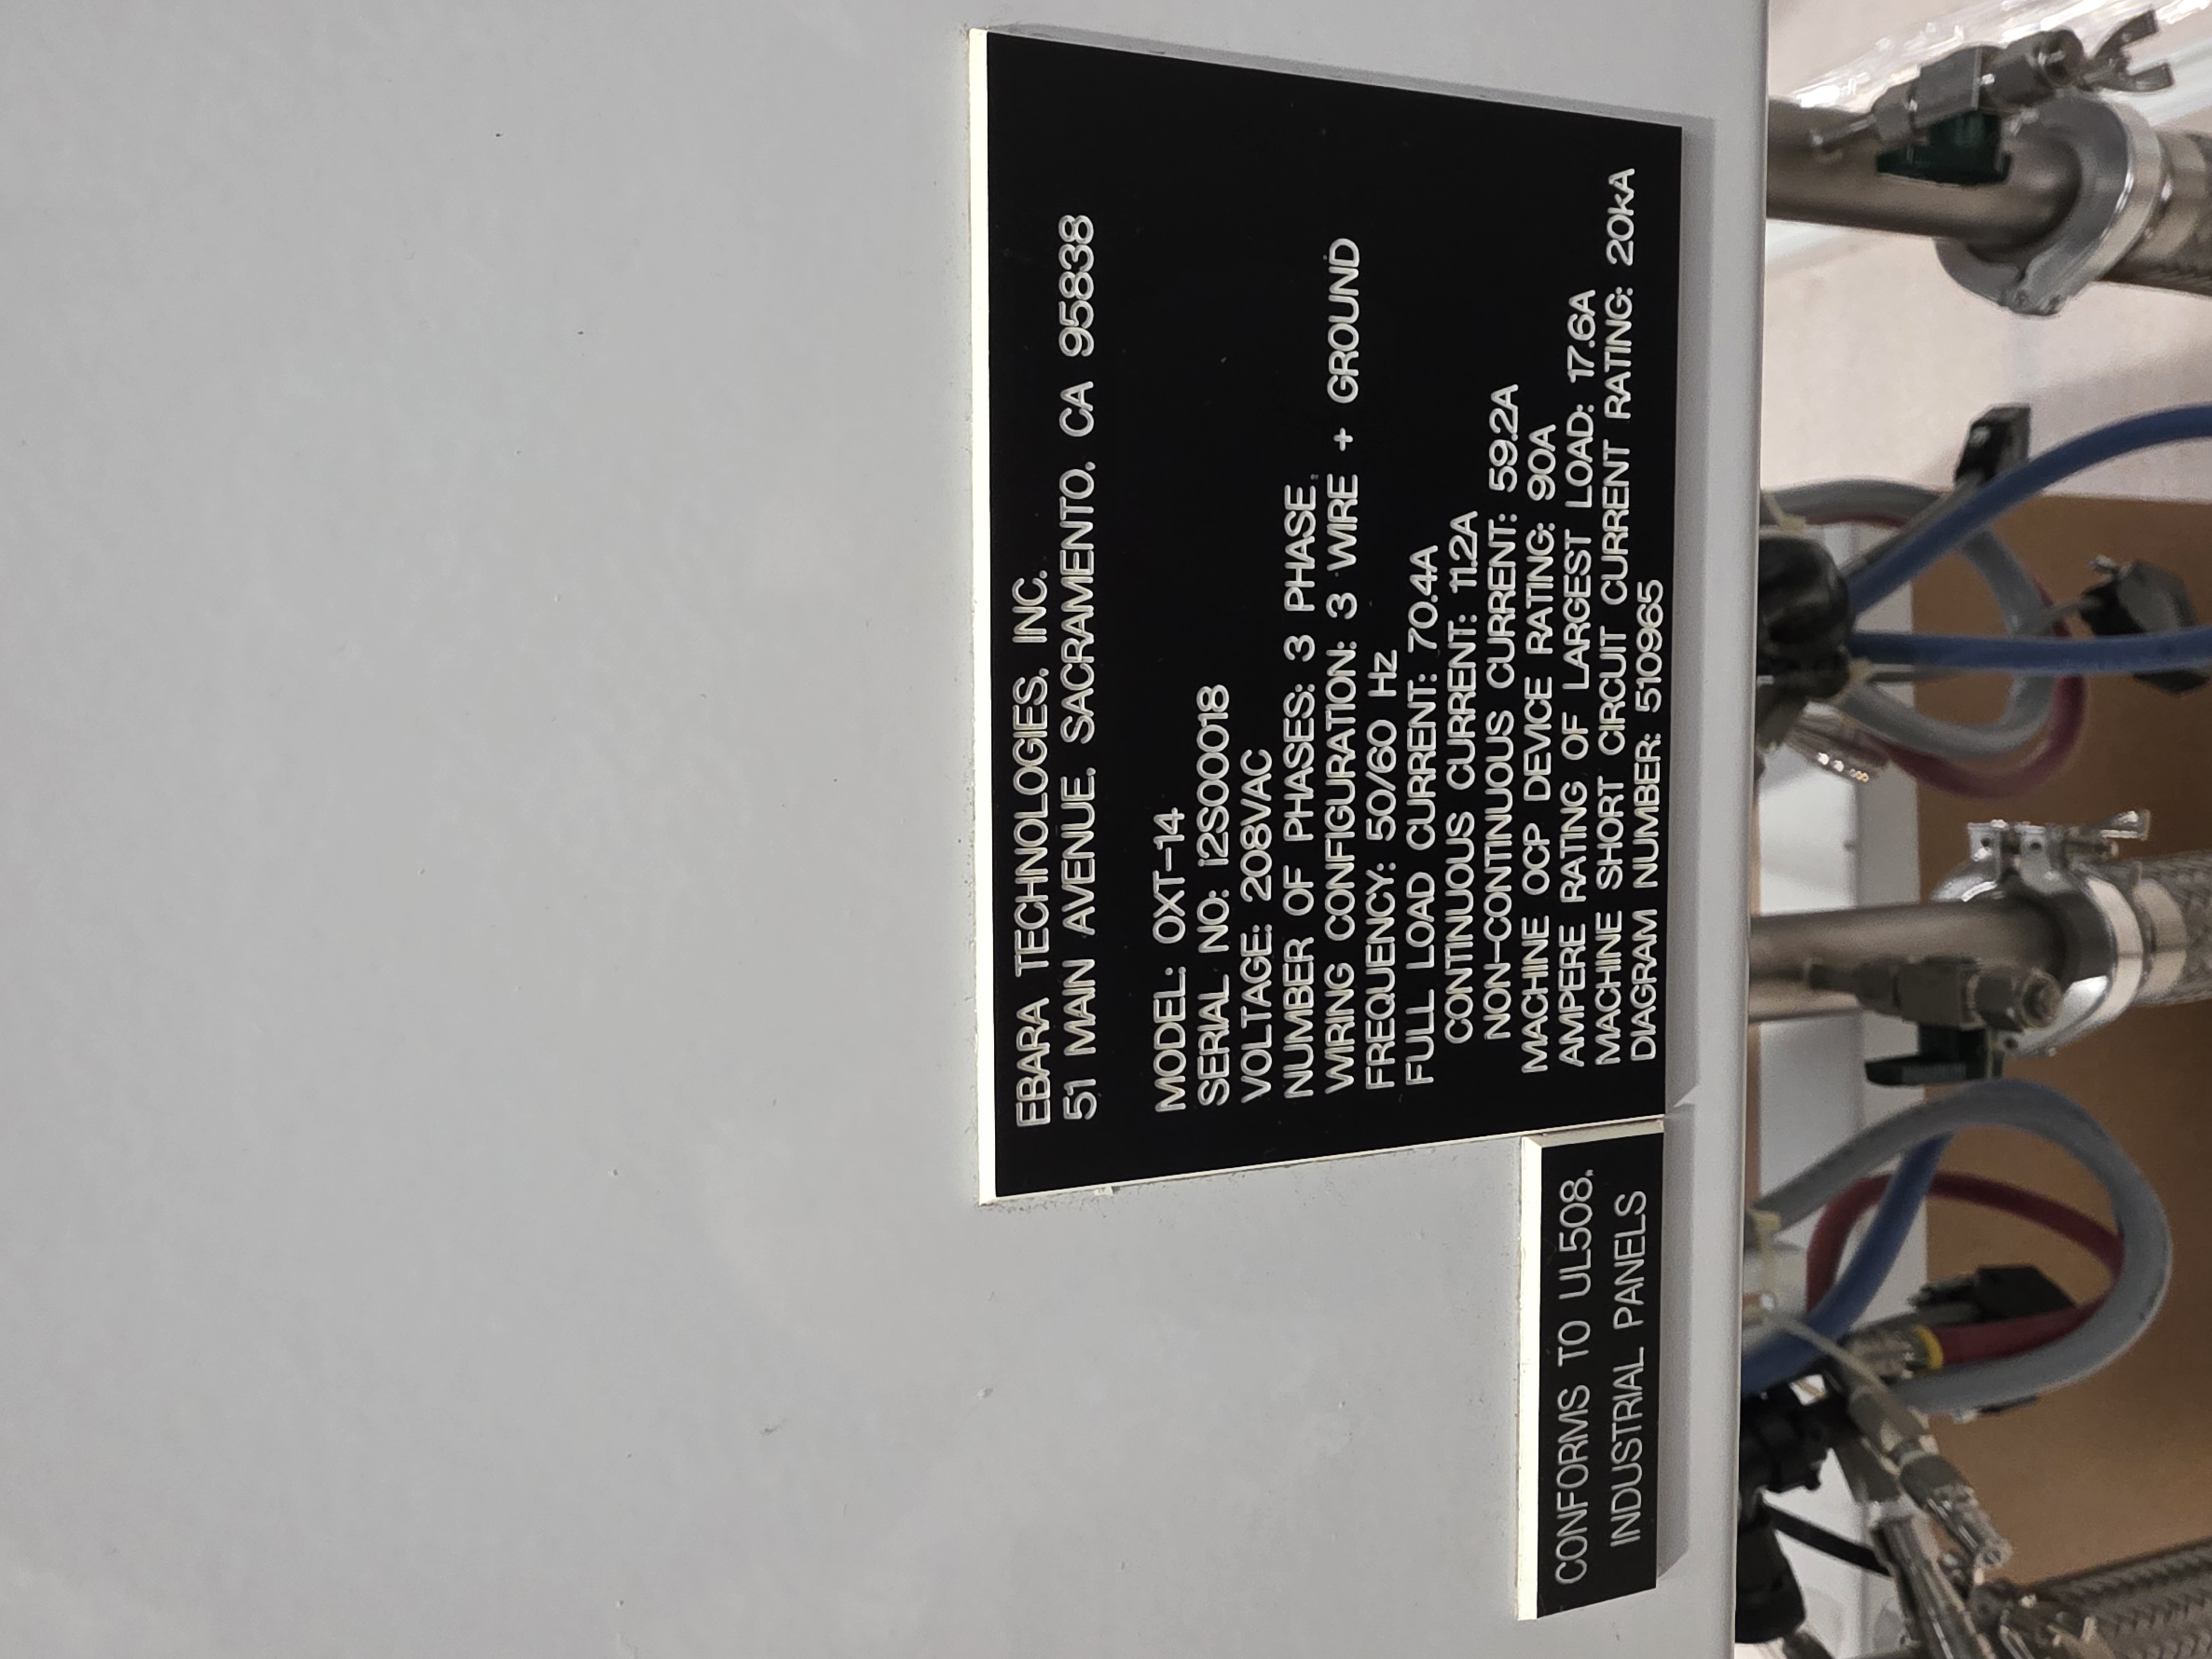 EBARA TECHNOLOGIES, INC.
51 MAIN AVENUE, SACRAMENTO, CA 95838
MODEL: OXT-14
SERIAL NO: 12S00018
VOLTAGE: 208VAC
NUMBER OF PHASES: 3 PHASE
WIRING CONFIGURATION: 3 WIRE + GROUND
FREQUENCY: 50/60 HZ
FULL LOAD CURRENT: 70.4A
CONTINUOUS CURRENT: 11.2A
NON-CONTINUOUS CURRENT: 59.2A
MACHINE OCP DEVICE RATING: 90A
AMPERE RATING OF LARGEST LOAD: 17.6A
MACHINE SHORT CIRCUIT CURRENT RATING: 20kA
DIAGRAM NUMBER: 510965
CONFORMS TO UL508,
INDUSTRIAL PANELS